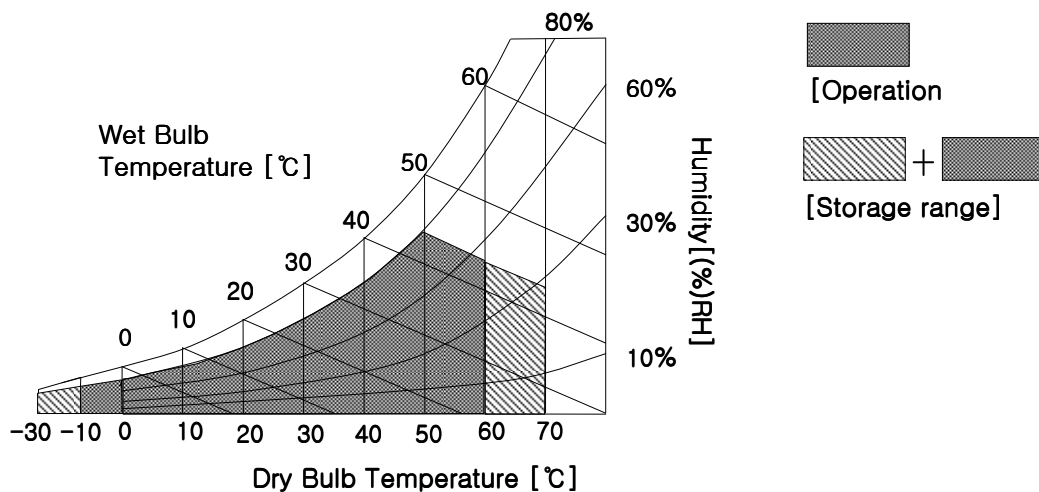 80%
60
60%
[Operation
Wet Bulb
Temperature [℃]
50
Humidity[(%)RH]
[Storage range]
40
30%
30
20
10
0
10%
-30 -10 0 10 20 30 40 50 60 70
Dry Bulb Temperature [℃]
+